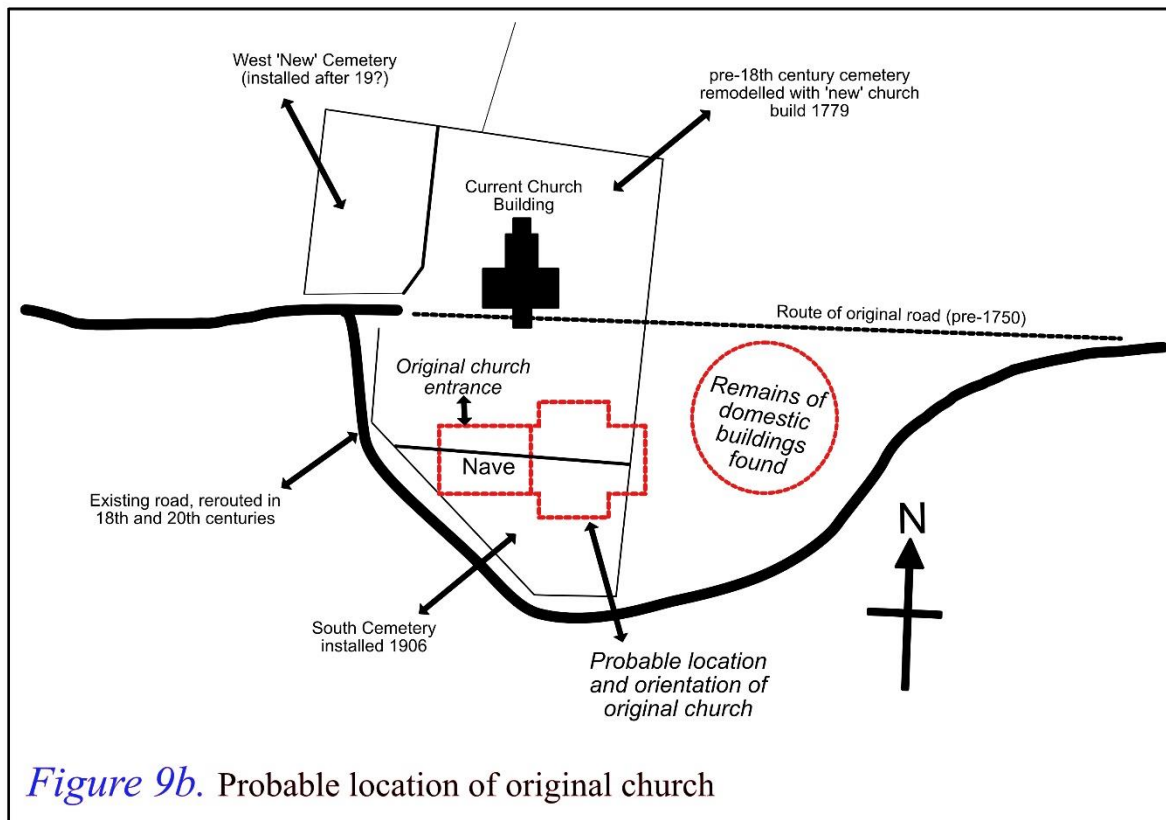 West 'New' Cemetery
(installed after 19?)
pre-18th century cemetery
remodelled with 'new' church
build 1779
Current Church
Building
Route of original road (pre-1750)
Original church
entrance
Remains of
domestic
buildings
found
Nave
Existing road, rerouted in
18th and 20th centuries
N
South Cemetery
installed 1906
Probable location
and orientation of
original church
Figure 9b. Probable location of original church